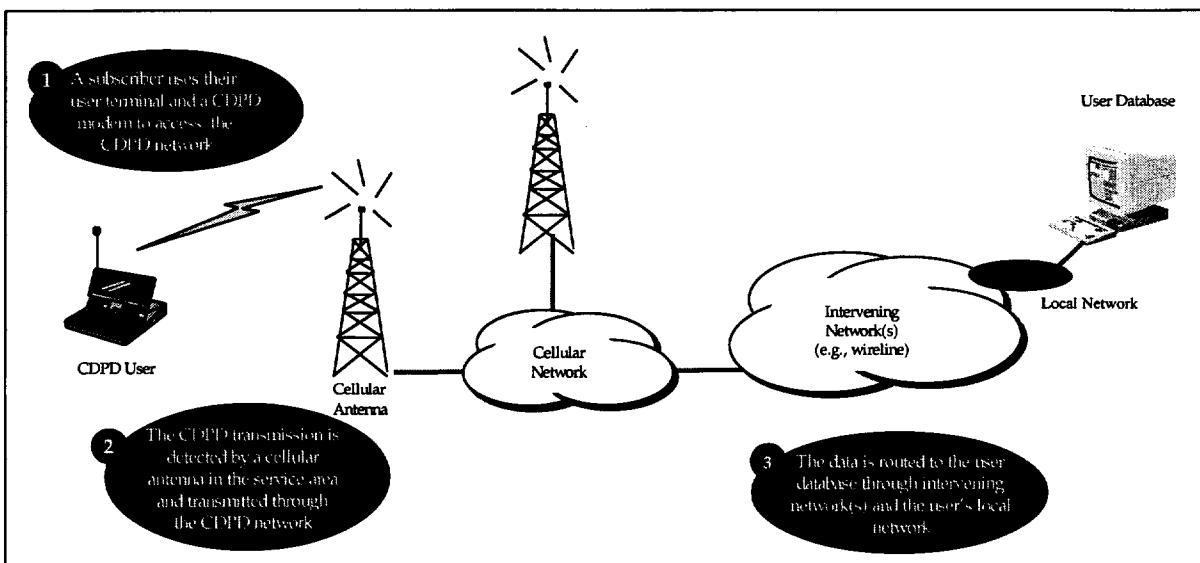 1
A subscriber uses their
user terminal and a CDPD
modem to access the
CDPD network
User Database
Local Network
Intervening
Network(s)
(e.g., wireline)
Cellular
Network
CDPD User
Cellular
Antenna
2
The CDPD transmission is
detected by a cellular
antenna in the service area
and transmitted through
the CDPD network
3
The data is routed to the user
database through intervening
network(s) and the user's local
network